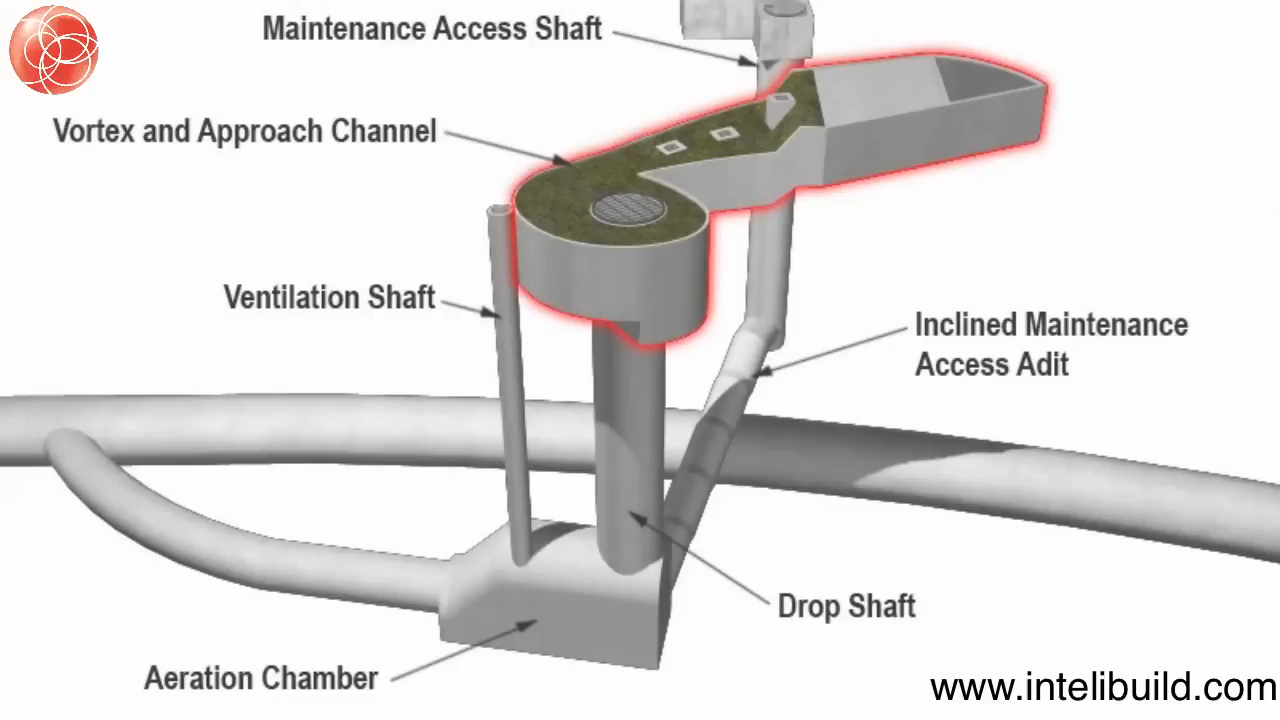 Maintenance Access Shaft
Vortex and Approach Channel
Ventilation Shaft
Inclined Maintenance
Access Adit
Drop Shaft
Aeration Chamber
www.intelibuild.com